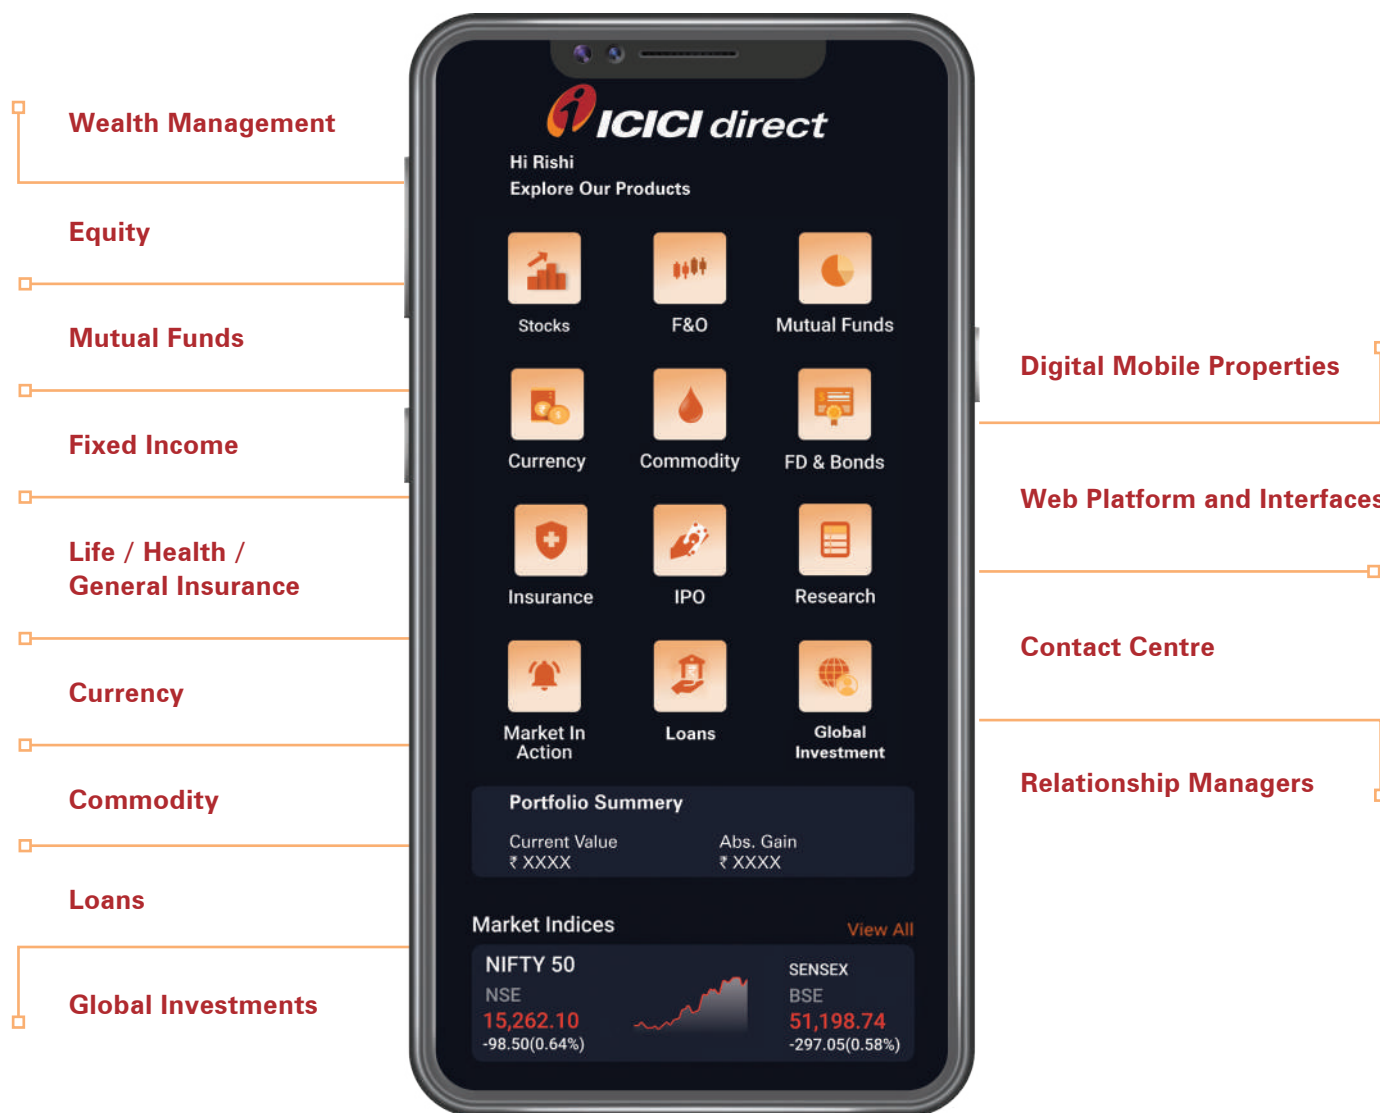 Wealth Management
Equity
Mutual Funds
Fixed Income
Life / Health /
General Insurance
Currency
Commodity
Loans
Global Investments
ICICI direct
Hi Rishi
Explore Our Products
Stocks
F&O
Mutual Funds
Currency
Commodity
FD & Bonds
Insurance
IPO
Research
Market In
Action
Loans
Global
Investment
Portfolio Summery
Current Value
₹ XXXX
Abs. Gain
₹ XXXX
Market Indices
View All
NIFTY 50
NSE
15,262.10
-98.50(0.64%)
SENSEX
BSE
51,198.74
-297.05(0.58%)
Digital Mobile Properties
Web Platform and Interfaces
Contact Centre
Relationship Managers